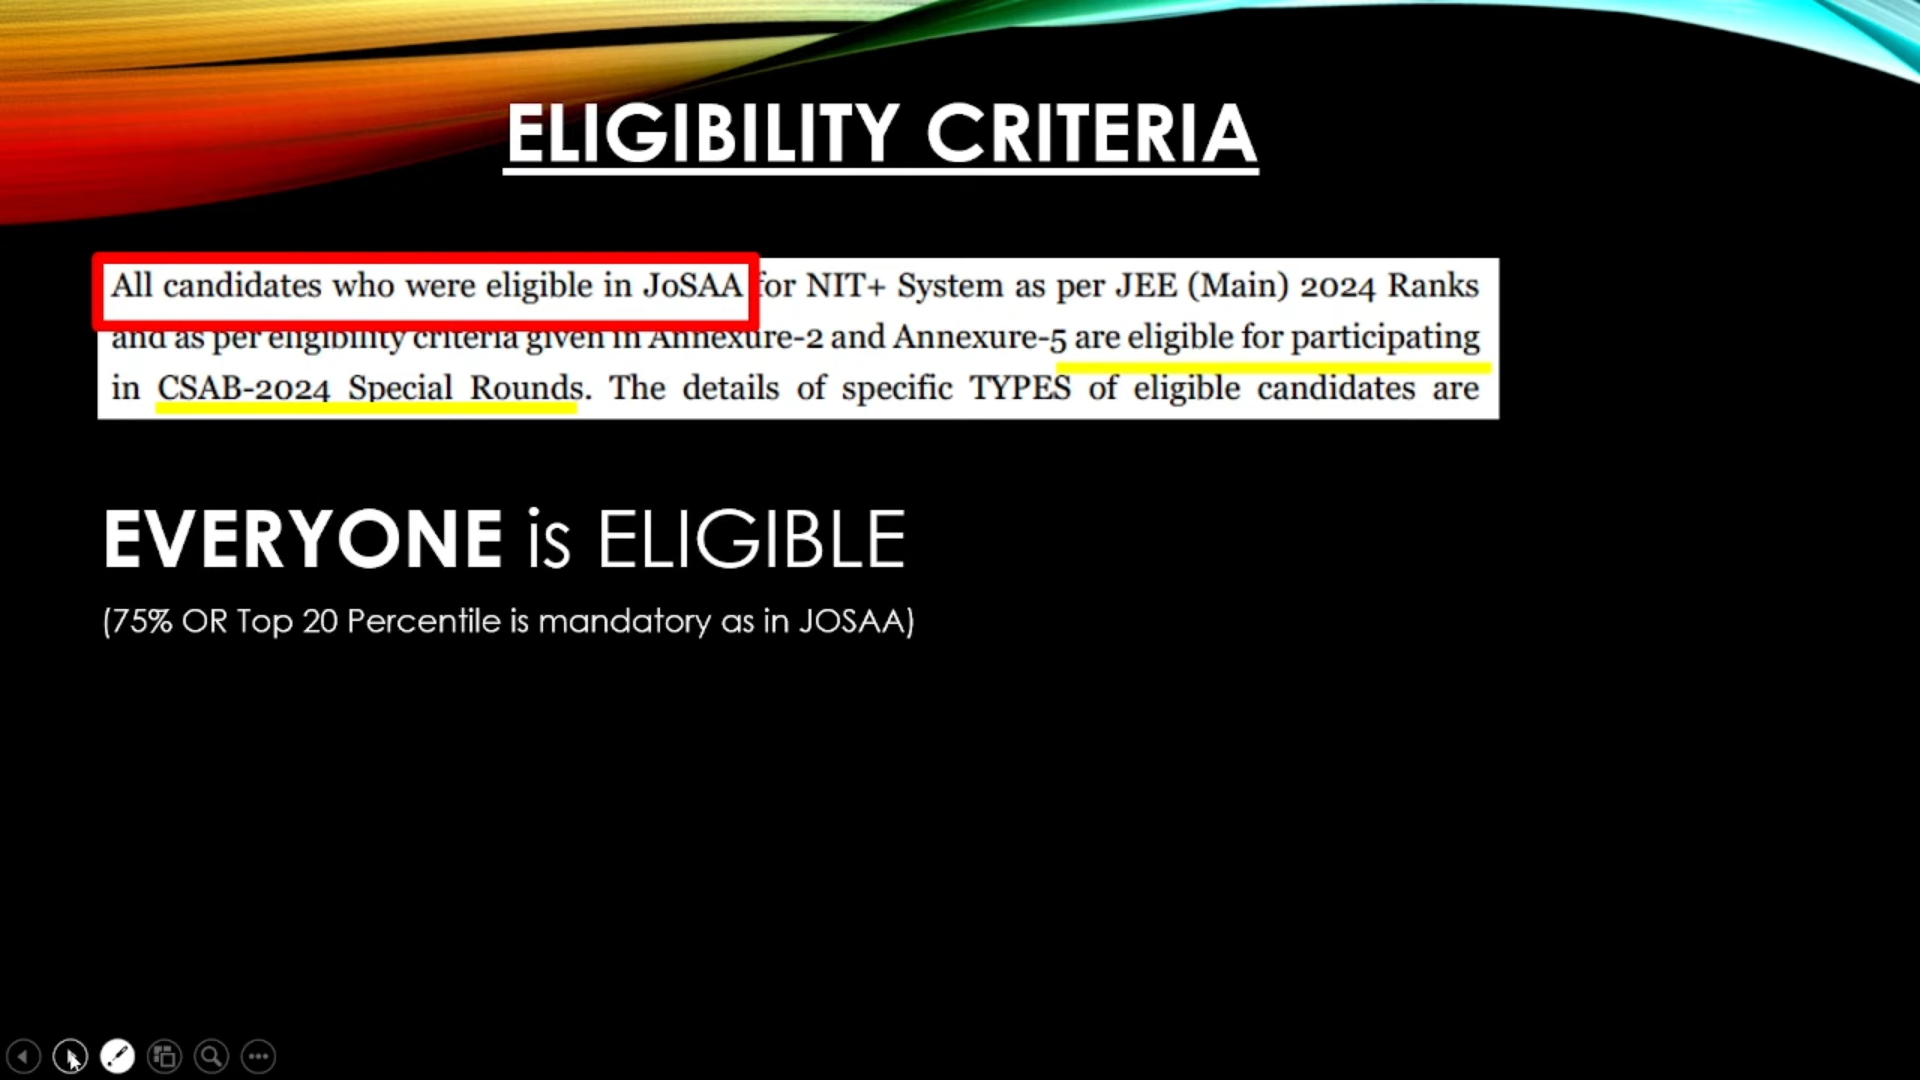 ELIGIBILITY CRITERIA
All candidates who were eligible in JoSAA for NIT+ System as per JEE (Main) 2024 Ranks
and as per eligibility criteria given in Annexure-2 and Annexure-5 are eligible for participating
in CSAB-2024 Special Rounds. The details of specific TYPES of eligible candidates are
EVERYONE is ELIGIBLE
(75% OR Top 20 Percentile is mandatory as in JOSAA)